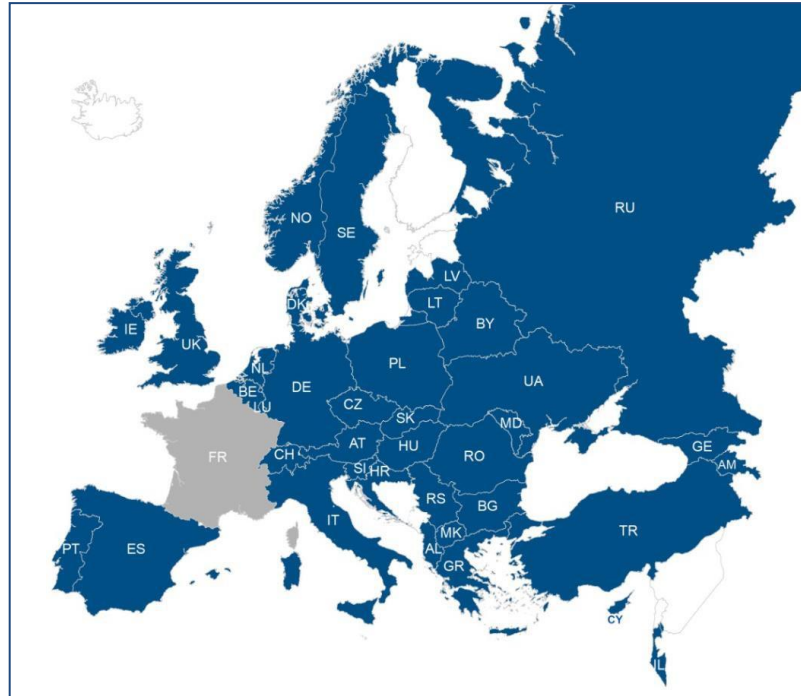 RU
NO
SE
LV
DK
LT
IE
BY
UK
NL
PL
DE
BE
UA
CZ
LU
SK
MD
AT
GE
HU
CH
RO
FR
AM
SI
HR
RS
BG
IT
MK
TR
PT
ES
AL
GR
CY
IL